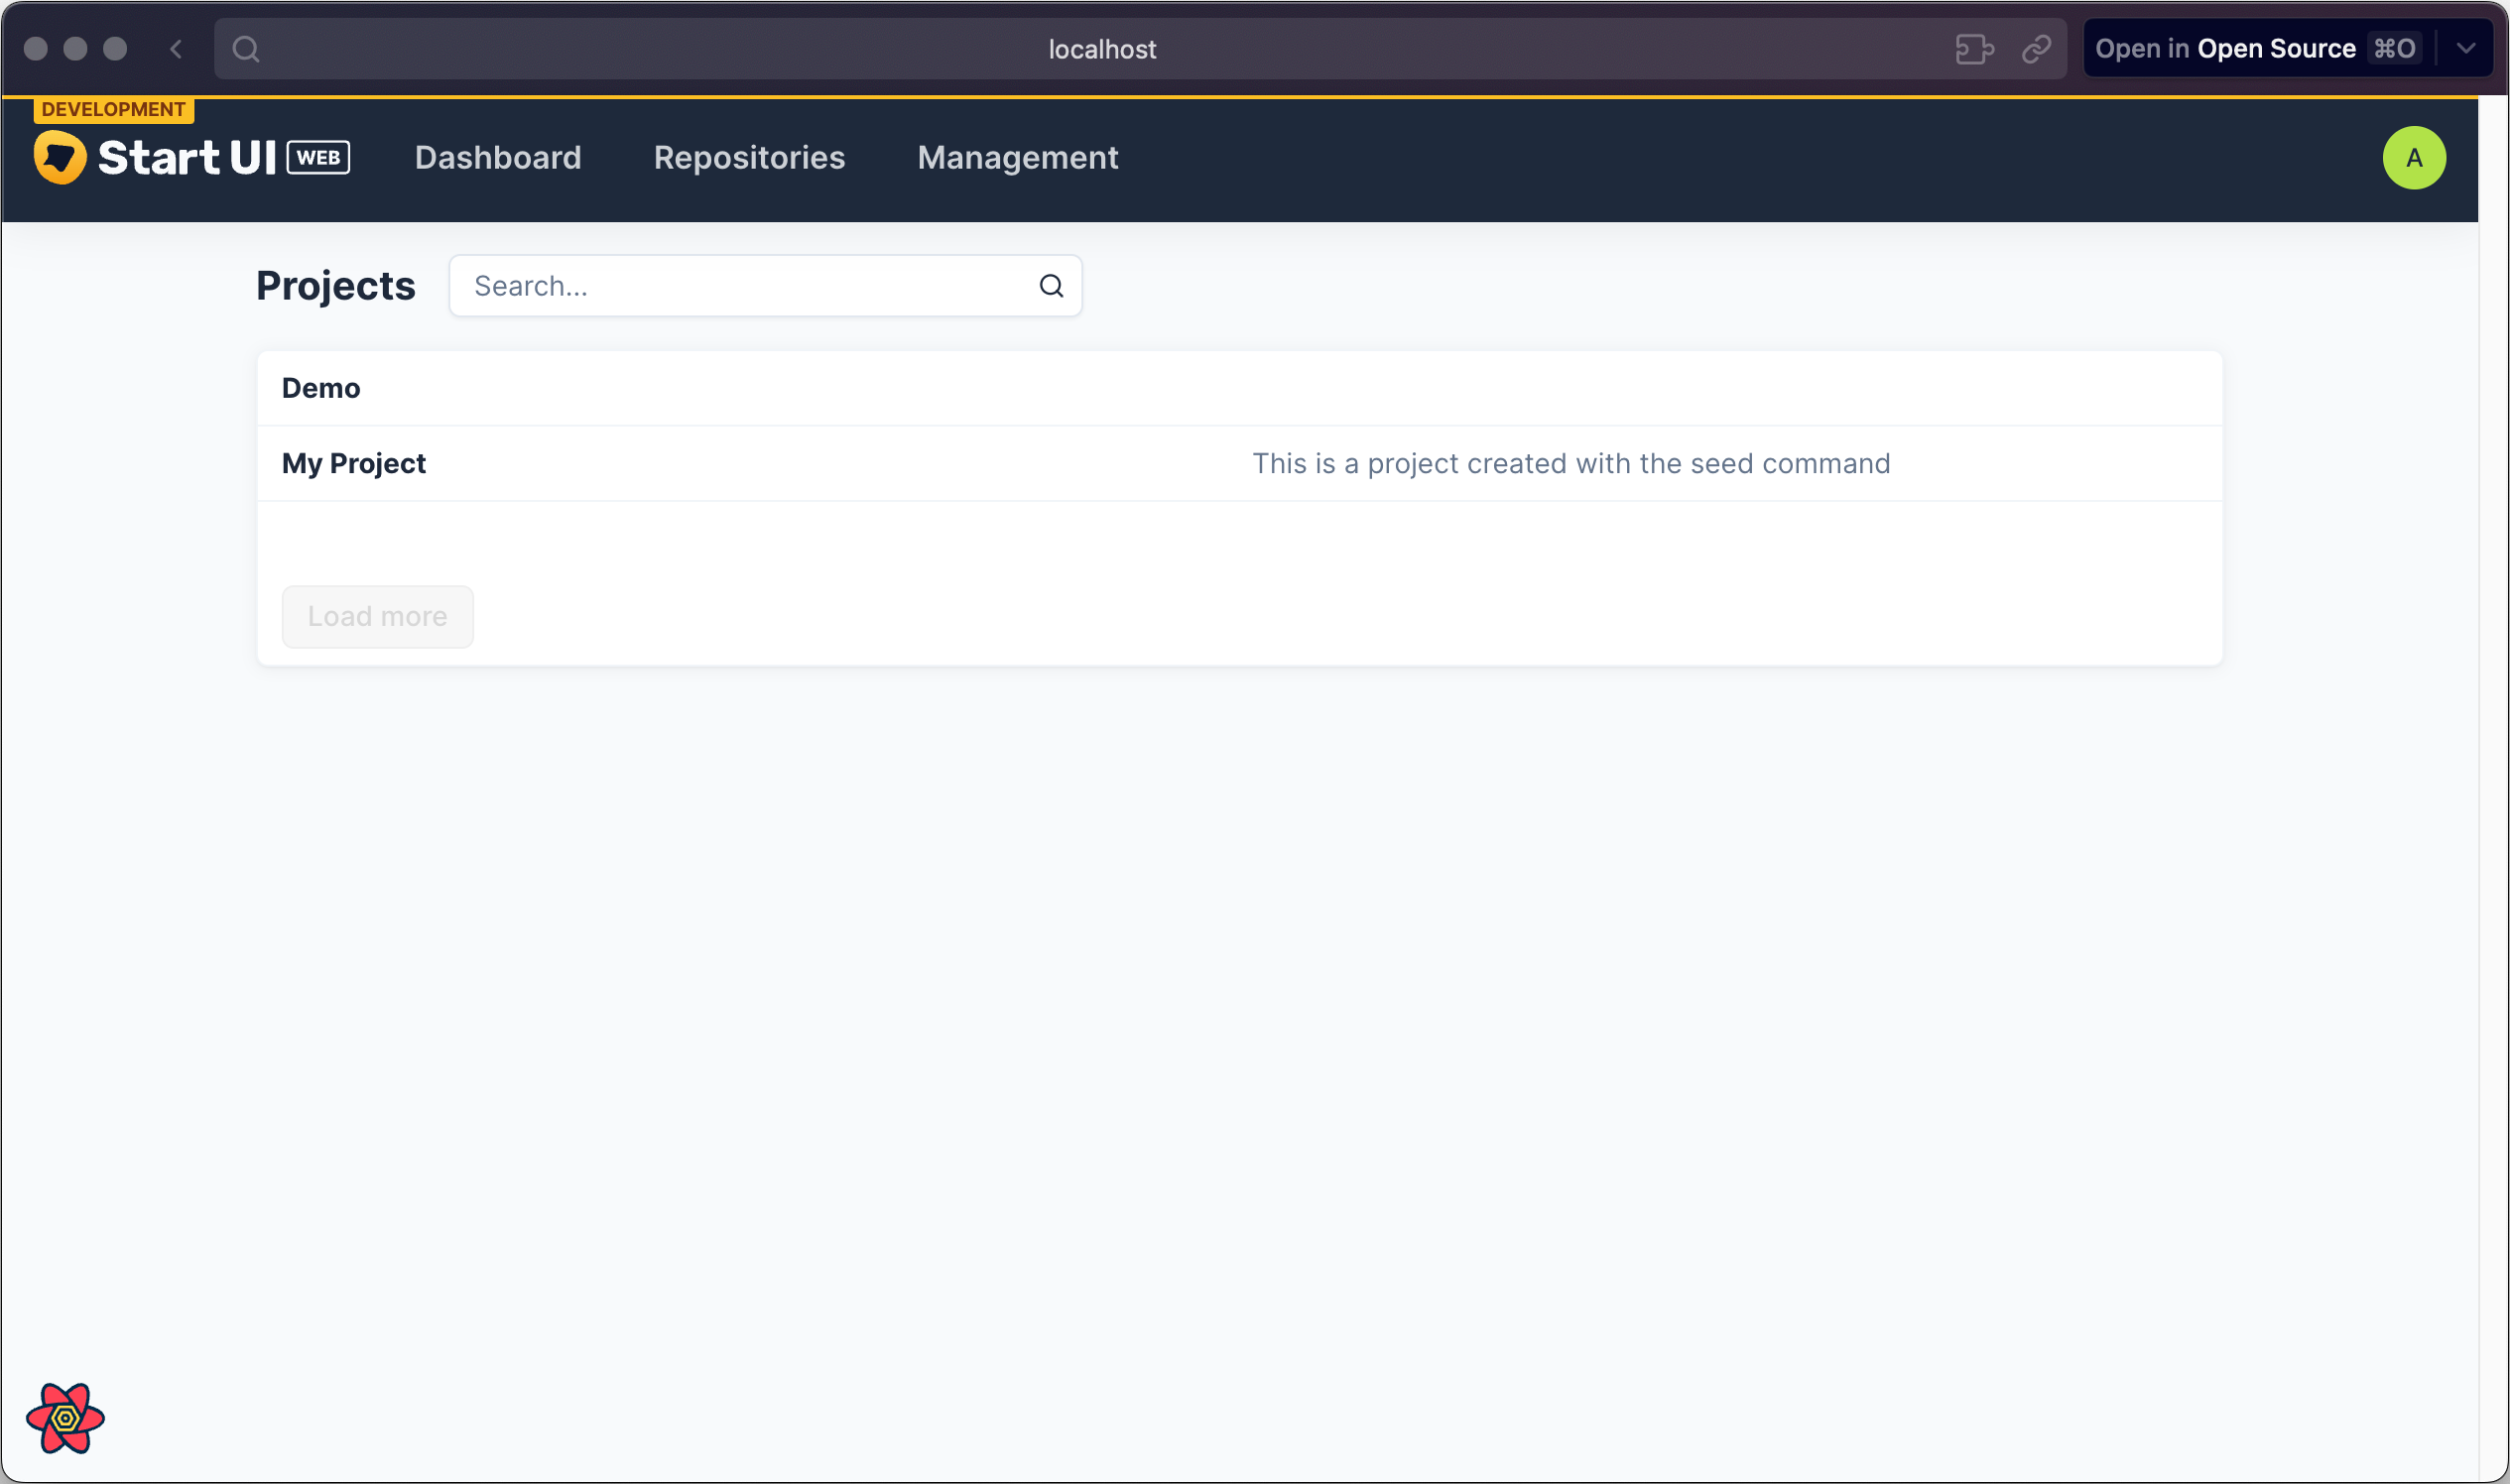 localhost
Open in Open Source ⌘O
DEVELOPMENT
Start UI WEB
Dashboard
Repositories
Management
A
Projects
Search...
Demo
My Project
This is a project created with the seed command
Load more